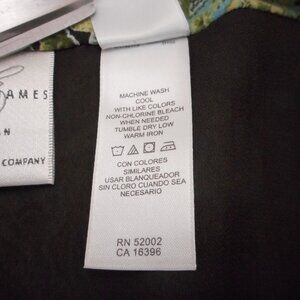 AMES
N
COMPANY
MACHINE WASH
COOL
WITH LIKE COLORS
NON-CHLORINE BLEACH
WHEN NEEDED
TUMBLE DRY LOW
WARM IRON
CON COLORES
SIMILARES
USAR BLANQUEADOR
SIN CLORO CUANDO SEA
NECESARIO
RN 52002
CA 16396